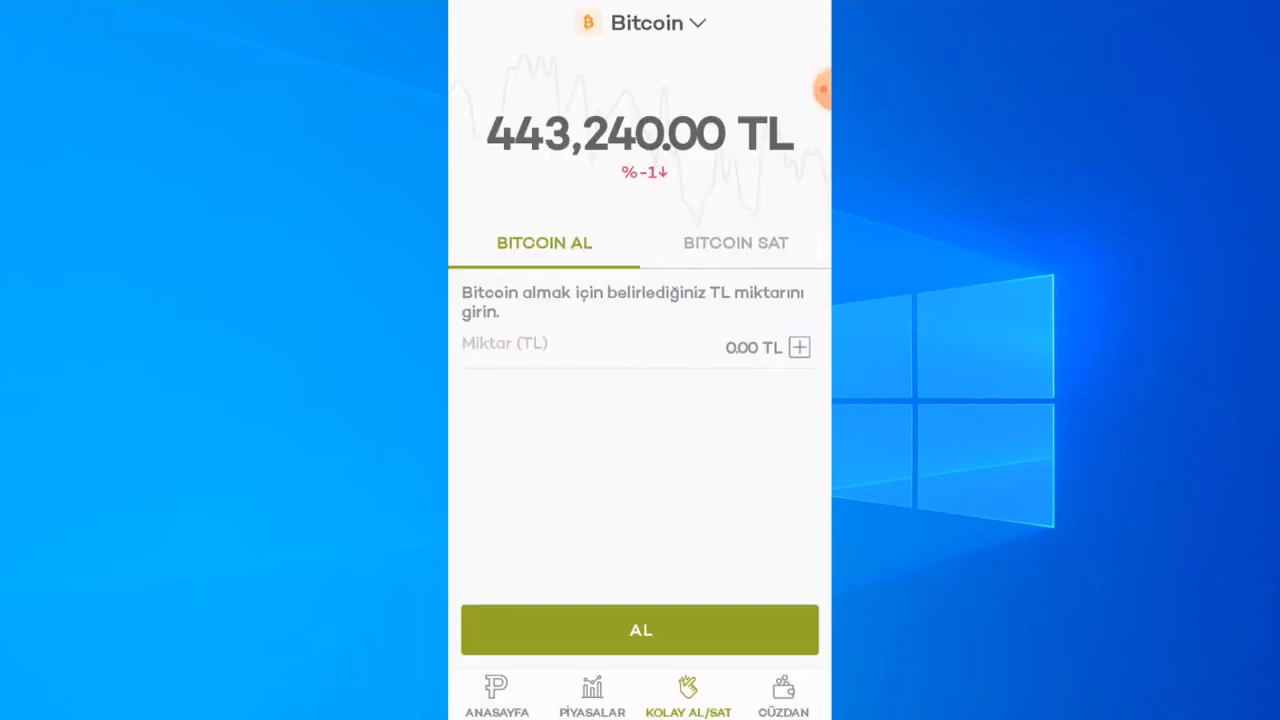 Bitcoin
443,240.00 TL
%-1↓
BITCOIN AL
BITCOIN SAT
Bitcoin almak için belirlediğiniz TL miktarını
girin.
Miktar (TL)
0.00 TL
AL
ANASAYFA
PİYASALAR
KOLAY AL/SAT
CÜZDAN